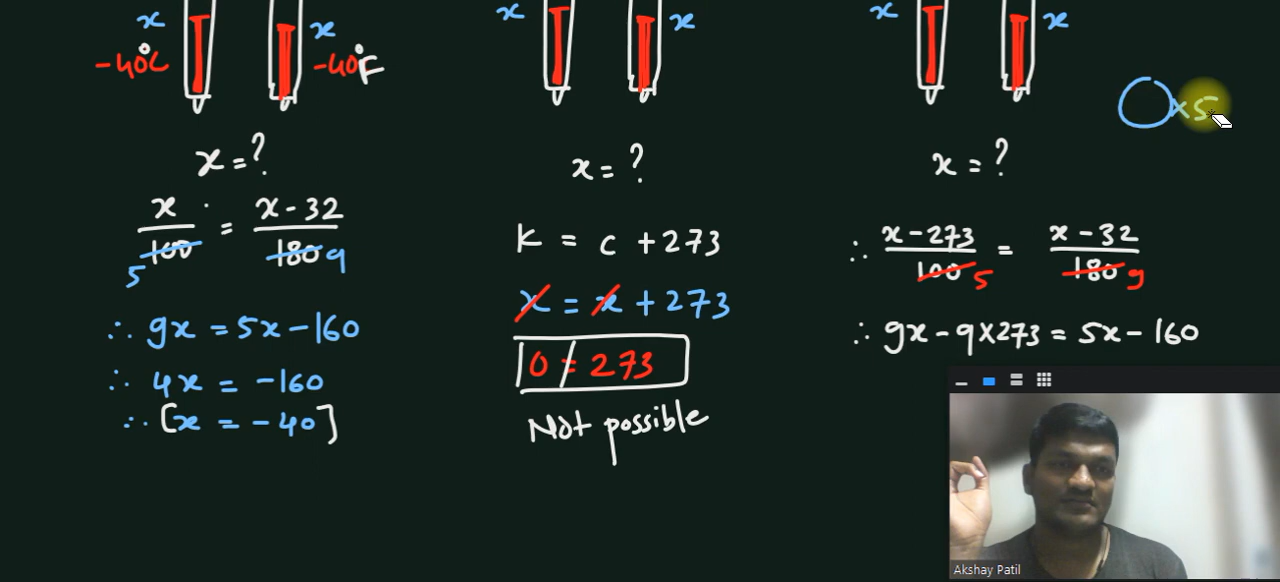 x
x
-40°C
-40°F
x = ?
x/100 = x - 32/180
5
9
∴ 9x = 5x - 160
∴ 4x = -160
∴ [x = -40]
x
x
x = ?
K = C + 273
x = x + 273
0 = 273
Not possible
x
x
×5
x = ?
∴ x - 273/100 = x - 32/180
5
9
∴ 9x - 9×273 = 5x - 160
Akshay Patil